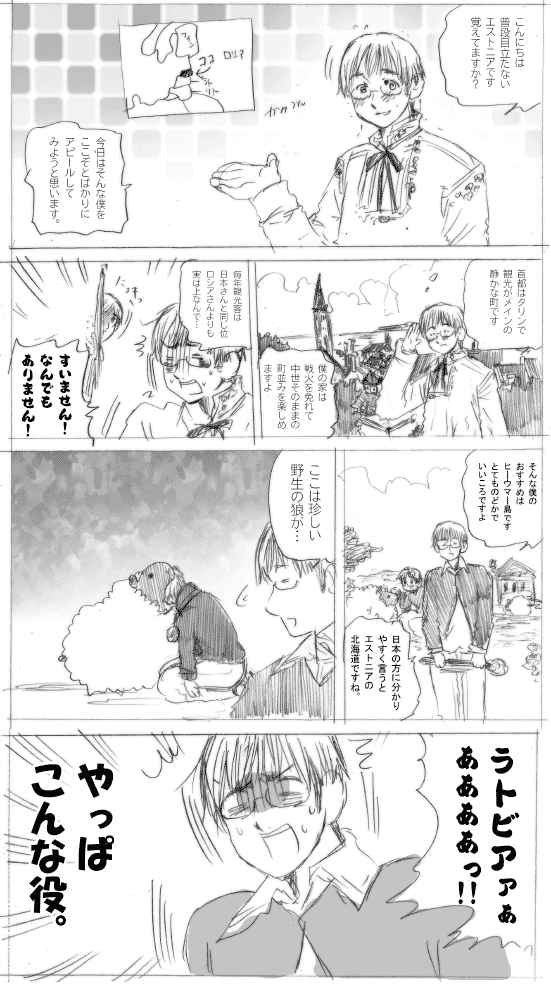 こんにちは
普段目立たない
エストニアです
覚えてますか？
ロシア
ココ
今日はそんな僕を
ここぞとばかりに
アピールして
みようと思います。
首都はタリンで
観光がメインの
静かな町です
僕の家は
戦火を免れて
中世そのままの
町並みを楽しめ
ますよ
毎年観光客は
日本さんと同じ位
ロシアさんよりも
実は上なんで…
すいません！
なんでも
ありません！
そんな僕の
おすすめは
ヒーウマー島です
とてものどかで
いいころですよ
日本の方に分かり
やすく言うと
エストニアの
北海道ですね。
ここは珍しい
野生の狼が…
ラトビアァぁ
ぁあああっ!!
やっぱ
こんな役。